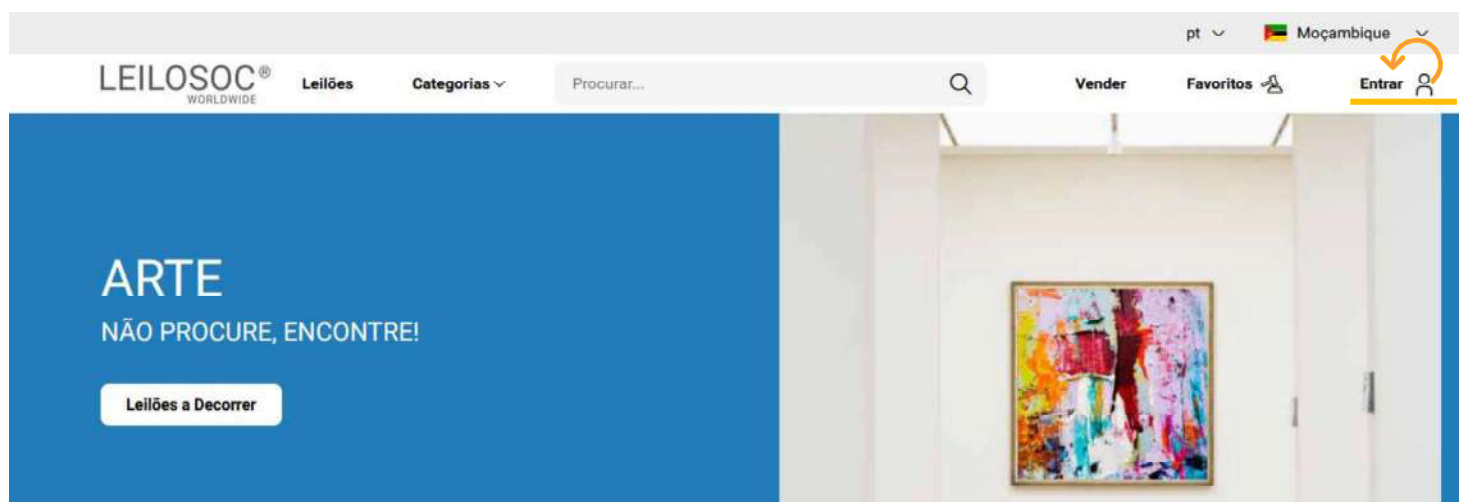 pt Moçambique
LEILOSOC®
WORLDWIDE
Leilões Categorias Procurar... Vender Favoritos Entrar
ARTE
NÃO PROCURE, ENCONTRE!
Leilões a Decorrer